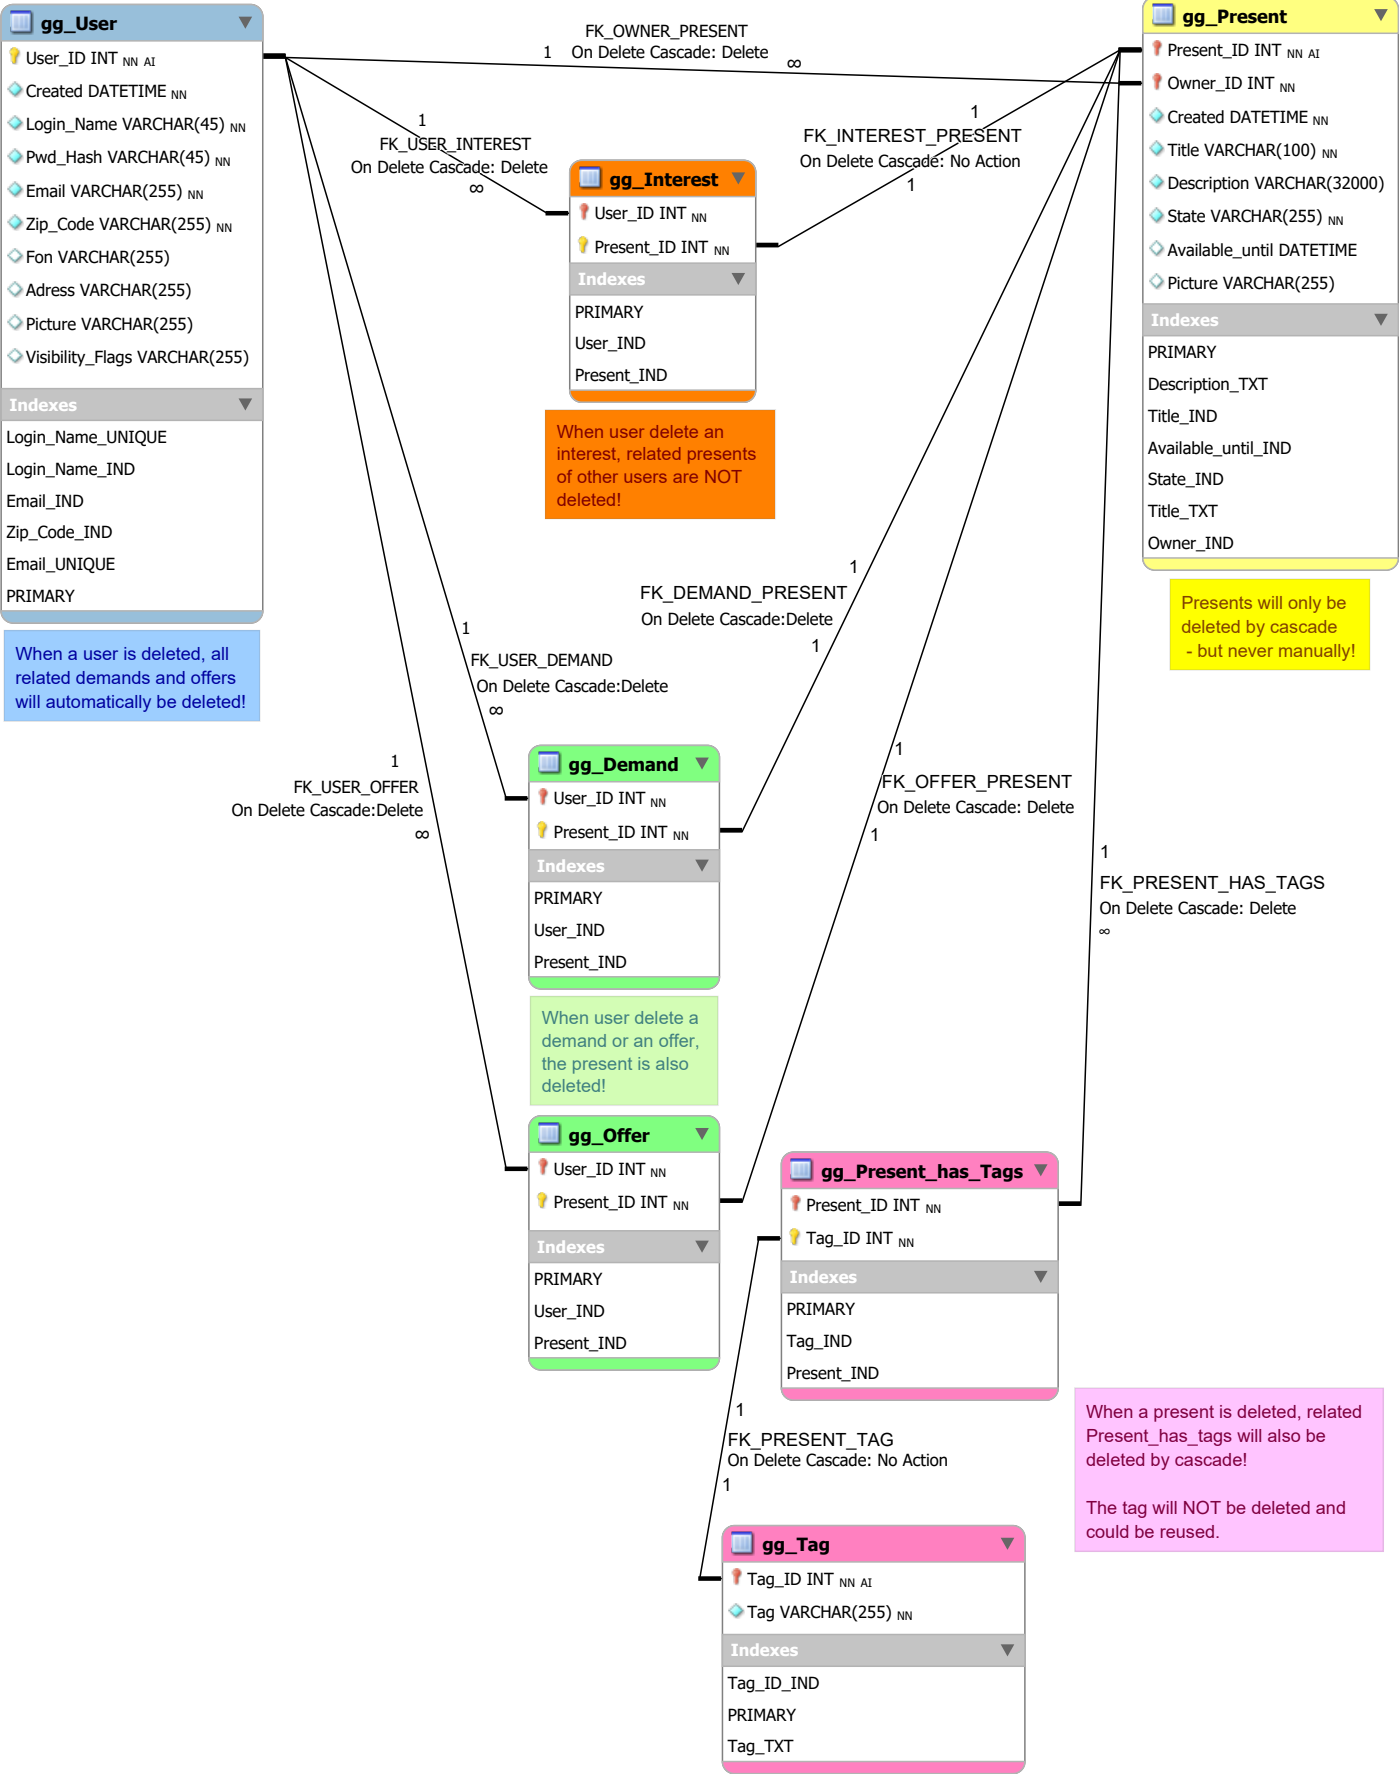 gg_User
User_ID INT NN AI
Created DATETIME NN
Login_Name VARCHAR(45) NN
Pwd_Hash VARCHAR(45) NN
Email VARCHAR(255) NN
Zip_Code VARCHAR(255) NN
Fon VARCHAR(255)
Adress VARCHAR(255)
Picture VARCHAR(255)
Visibility_Flags VARCHAR(255)
Indexes
Login_Name_UNIQUE
Login_Name_IND
Email_IND
Zip_Code_IND
Email_UNIQUE
PRIMARY
When a user is deleted, all
related demands and offers
will automatically be deleted!
FK_OWNER_PRESENT
1 On Delete Cascade: Delete
∞
1
FK_USER_INTEREST
On Delete Cascade: Delete
∞
1
FK_INTEREST_PRESENT
On Delete Cascade: No Action
1
gg_Interest
User_ID INT NN
Present_ID INT NN
Indexes
PRIMARY
User_IND
Present_IND
When user delete an
interest, related presents
of other users are NOT
deleted!
gg_Present
Present_ID INT NN AI
Owner_ID INT NN
Created DATETIME NN
Title VARCHAR(100) NN
Description VARCHAR(32000)
State VARCHAR(255) NN
Available_until DATETIME
Picture VARCHAR(255)
Indexes
PRIMARY
Description_TXT
Title_IND
Available_until_IND
State_IND
Title_TXT
Owner_IND
Presents will only be
deleted by cascade
- but never manually!
1
FK_DEMAND_PRESENT
On Delete Cascade:Delete
1
1
FK_USER_DEMAND
On Delete Cascade:Delete
∞
1
FK_USER_OFFER
On Delete Cascade:Delete
∞
gg_Demand
User_ID INT NN
Present_ID INT NN
Indexes
PRIMARY
User_IND
Present_IND
1
FK_OFFER_PRESENT
On Delete Cascade: Delete
1
1
FK_PRESENT_HAS_TAGS
On Delete Cascade: Delete
∞
When user delete a
demand or an offer,
the present is also
deleted!
gg_Offer
User_ID INT NN
Present_ID INT NN
Indexes
PRIMARY
User_IND
Present_IND
gg_Present_has_Tags
Present_ID INT NN
Tag_ID INT NN
Indexes
PRIMARY
Tag_IND
Present_IND
When a present is deleted, related
Present_has_tags will also be
deleted by cascade!
The tag will NOT be deleted and
could be reused.
1
FK_PRESENT_TAG
On Delete Cascade: No Action
1
gg_Tag
Tag_ID INT NN AI
Tag VARCHAR(255) NN
Indexes
Tag_ID_IND
PRIMARY
Tag_TXT